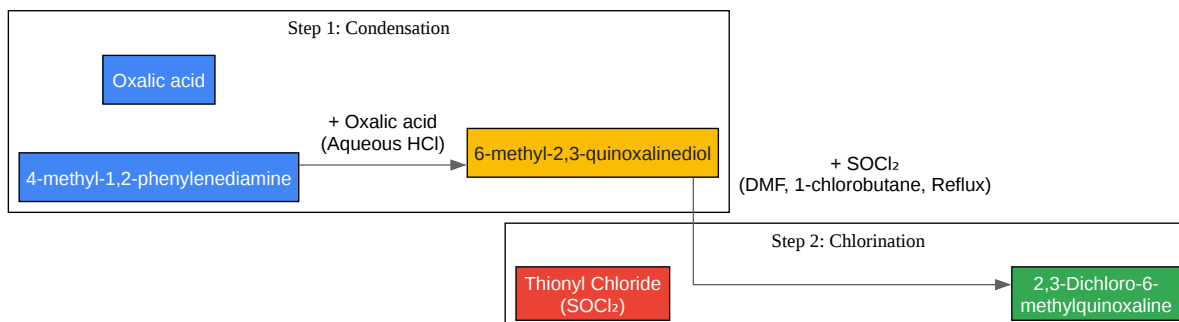 Step 1: Condensation
Oxalic acid
+ Oxalic acid
(Aqueous HCl)
4-methyl-1,2-phenylenediamine
6-methyl-2,3-quinoxalinediol
+ SOCl₂
(DMF, 1-chlorobutane, Reflux)
Step 2: Chlorination
Thionyl Chloride
(SOCl₂)
2,3-Dichloro-6-
methylquinoxaline